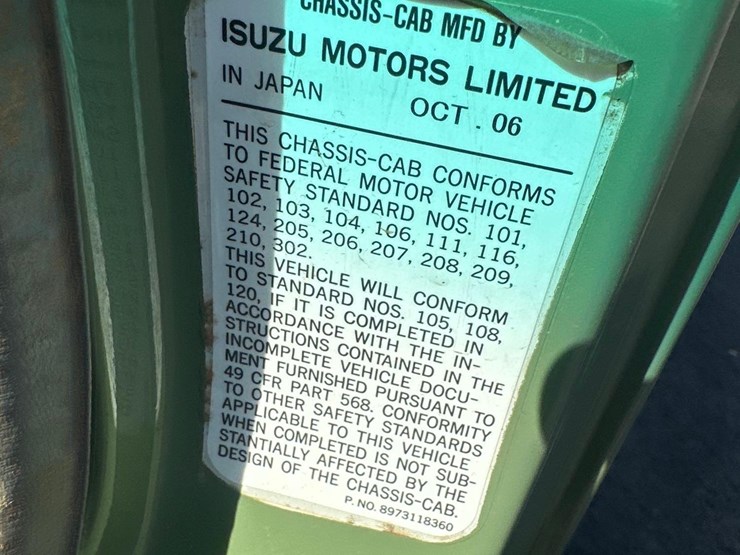 CHASSIS-CAB MFD BY
ISUZU MOTORS LIMITED
IN JAPAN OCT . 06
THIS CHASSIS-CAB CONFORMS
TO FEDERAL MOTOR VEHICLE
SAFETY STANDARD NOS. 101,
102, 103, 104, 106, 111, 116,
124, 205, 206, 207, 208, 209,
210, 302.
THIS VEHICLE WILL CONFORM
TO STANDARD NOS. 105, 108,
120, IF IT IS COMPLETED IN
ACCORDANCE WITH THE IN-
STRUCTIONS CONTAINED IN THE
INCOMPLETE VEHICLE DOCU-
MENT FURNISHED PURSUANT TO
49 CFR PART 568. CONFORMITY
TO OTHER SAFETY STANDARDS
APPLICABLE TO THIS VEHICLE
WHEN COMPLETED IS NOT SUB-
STANTIALLY AFFECTED BY THE
DESIGN OF THE CHASSIS-CAB.
P. NO. 8973118360